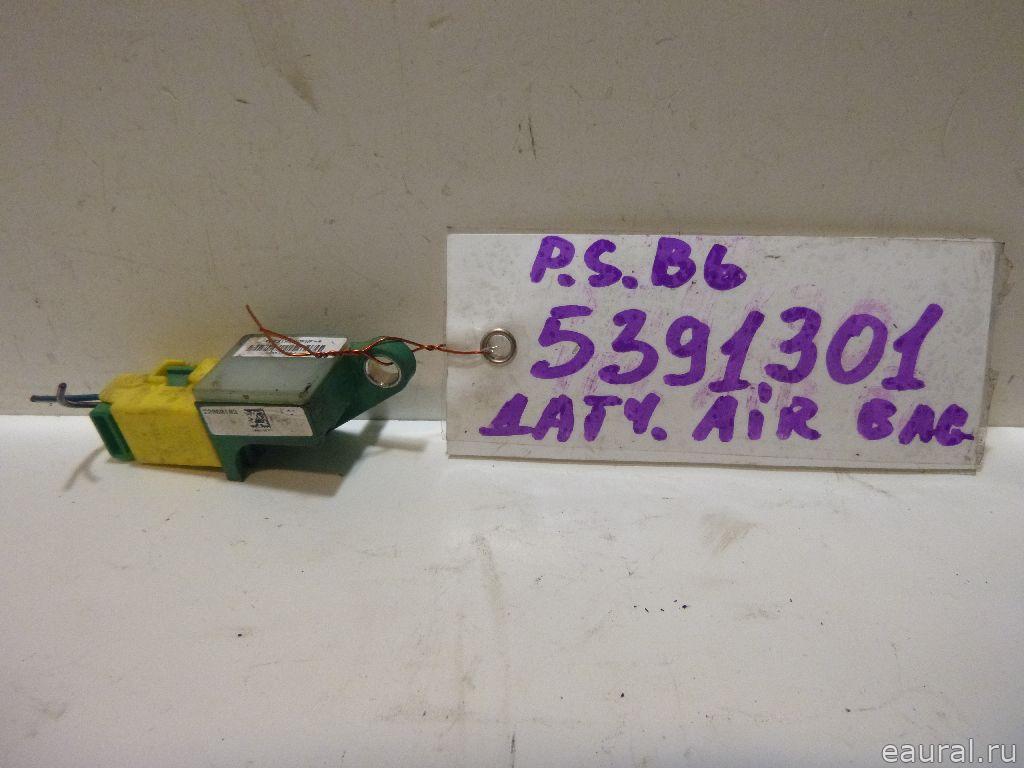 P.S.B6
5391301
ДАТЧ. AiR BAG
eaural.ru